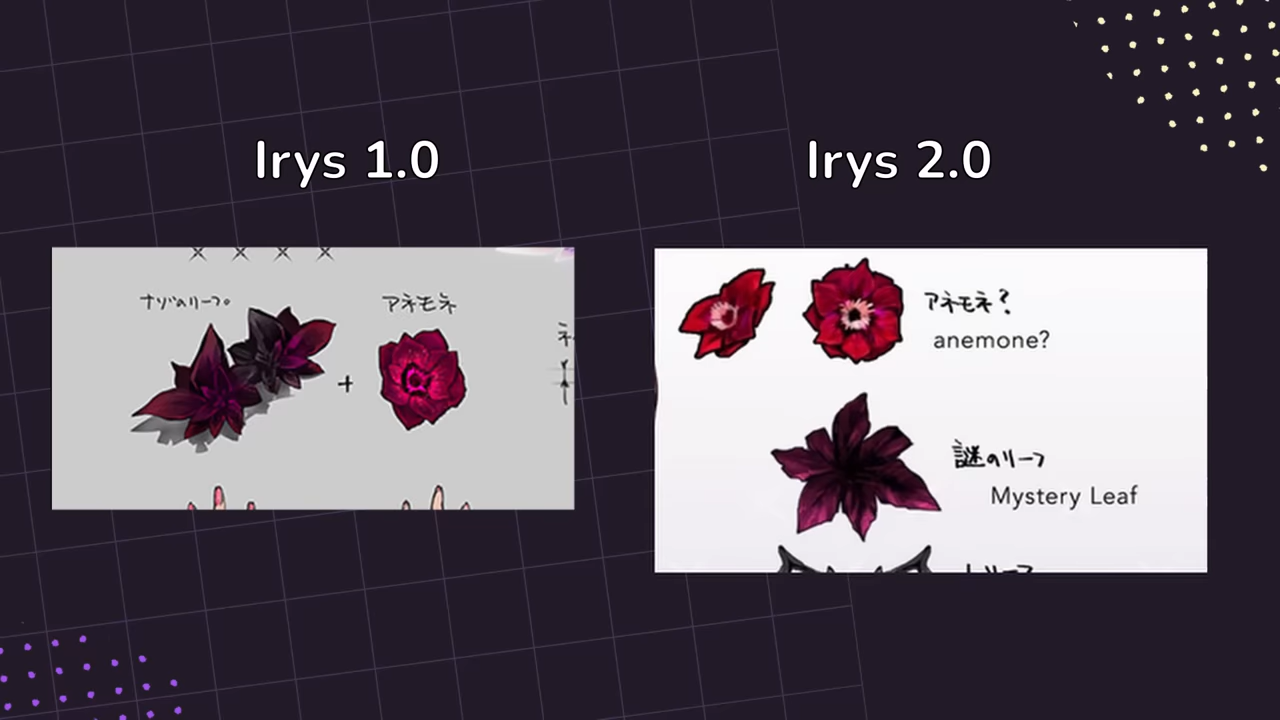 Irys 1.0
Irys 2.0
ナゾのリーフ。
アネモネ
+
アネモネ?
anemone?
謎のリーフ
Mystery Leaf